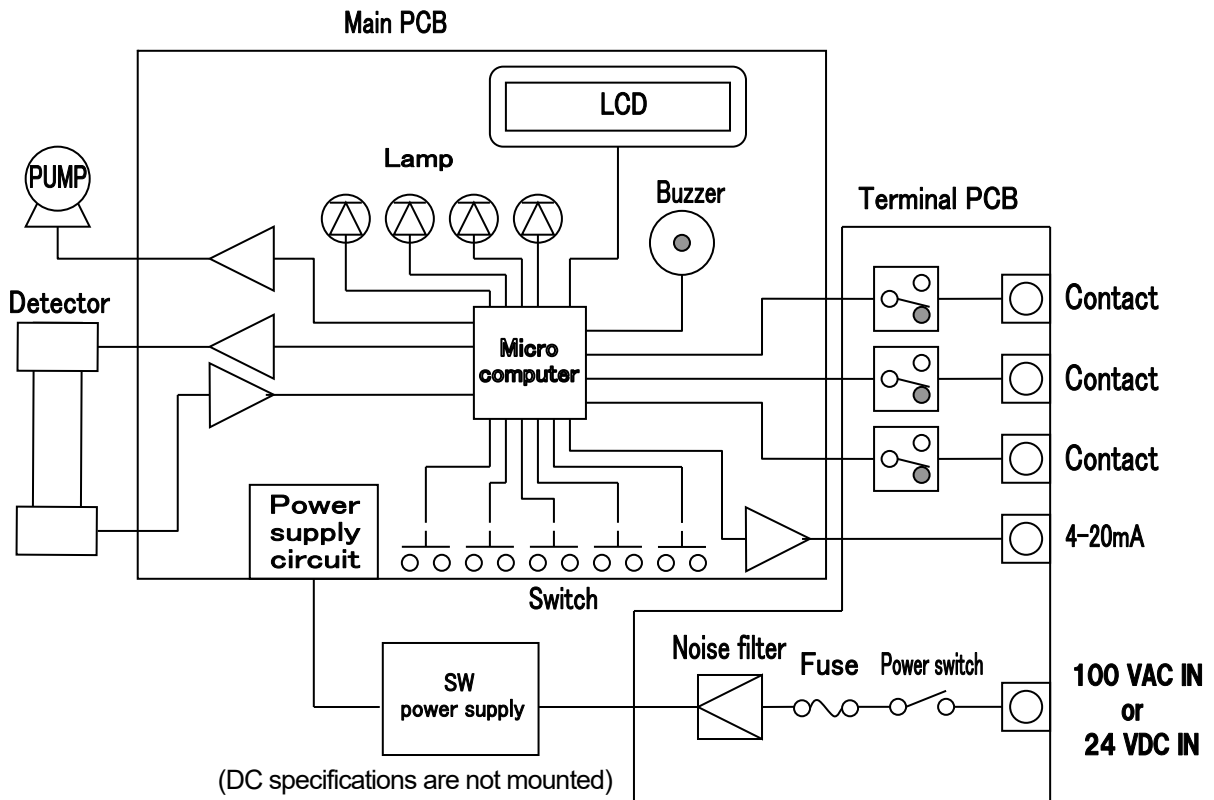 Main PCB
LCD
Lamp
PUMP
Buzzer
Terminal PCB
Detector
Contact
Micro
computer
Contact
Contact
Power
supply
circuit
4-20mA
Switch
Noise filter
Fuse
Power switch
SW
power supply
100 VAC IN
or
24 VDC IN
(DC specifications are not mounted)